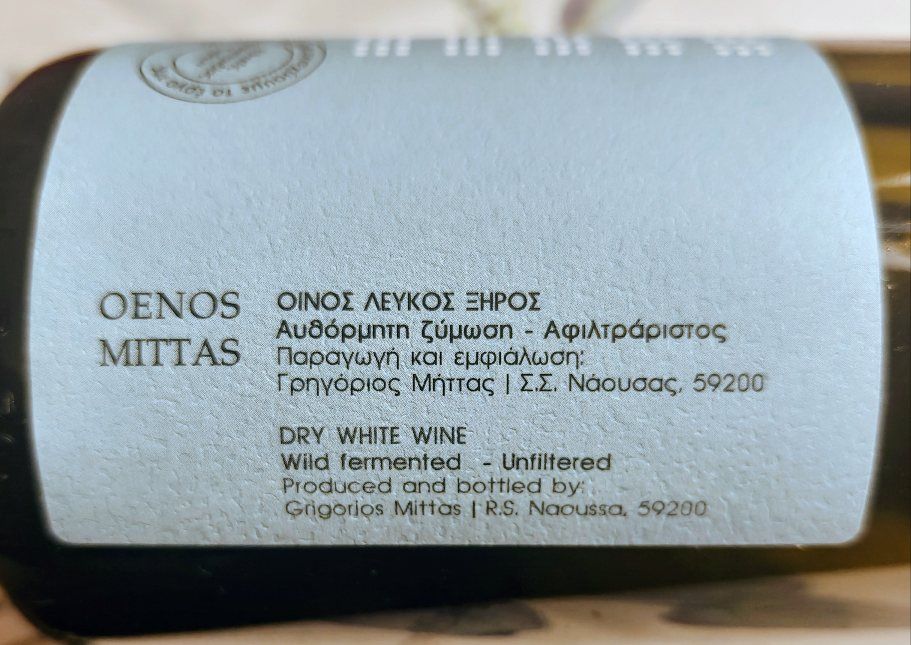 OENOS
MITTAS
ΟΙΝΟΣ ΛΕΥΚΟΣ ΞΗΡΟΣ
Αυθόρμητη ζύμωση - Αφιλτράριστος
Παραγωγή και εμφιάλωση:
Γρηγόριος Μήττας | Σ.Σ. Νάουσας, 59200
DRY WHITE WINE
Wild fermented - Unfiltered
Produced and bottled by:
Grigorios Mittas | R.S. Naoussa, 59200